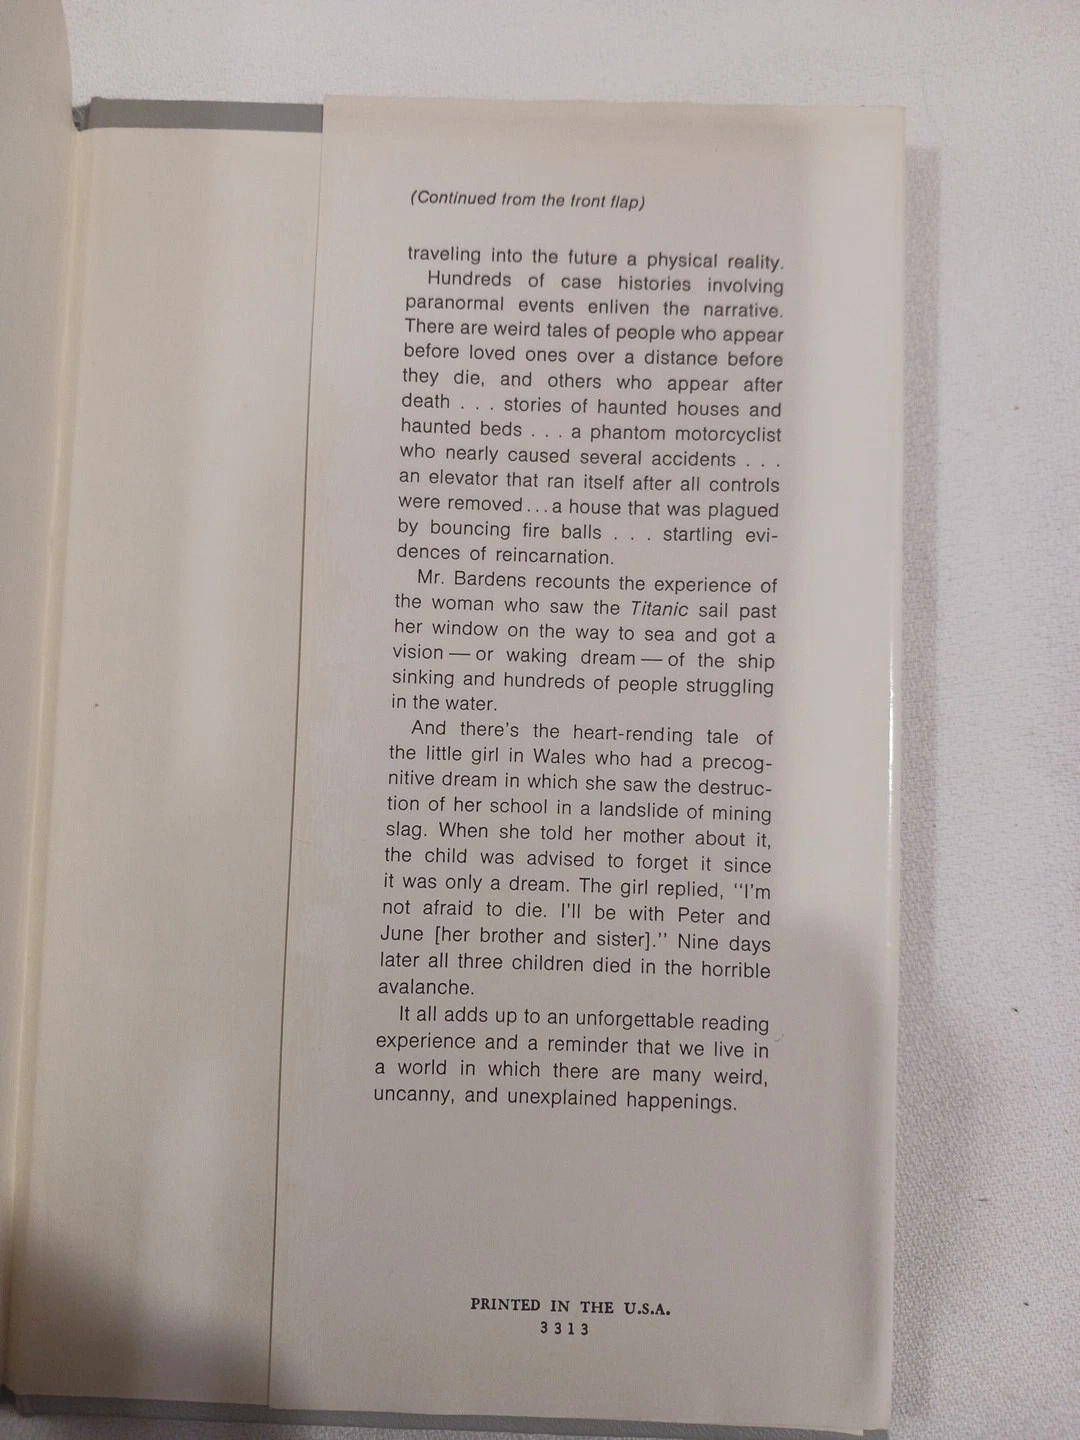 (Continued from the front flap)
traveling into the future a physical reality.
Hundreds of case histories involving
paranormal events enliven the narrative.
There are weird tales of people who appear
before loved ones over a distance before
they die, and others who appear after
death . . . stories of haunted houses and
haunted beds . . . a phantom motorcyclist
who nearly caused several accidents . . .
an elevator that ran itself after all controls
were removed . . . a house that was plagued
by bouncing fire balls . . . startling evi-
dences of reincarnation.
Mr. Bardens recounts the experience of
the woman who saw the Titanic sail past
her window on the way to sea and got a
vision — or waking dream — of the ship
sinking and hundreds of people struggling
in the water.
And there's the heart-rending tale of
the little girl in Wales who had a precog-
nitive dream in which she saw the destruc-
tion of her school in a landslide of mining
slag. When she told her mother about it,
the child was advised to forget it since
it was only a dream. The girl replied, "I'm
not afraid to die. I'll be with Peter and
June [her brother and sister]." Nine days
later all three children died in the horrible
avalanche.
It all adds up to an unforgettable reading
experience and a reminder that we live in
a world in which there are many weird,
uncanny, and unexplained happenings.
PRINTED IN THE U.S.A.
3313